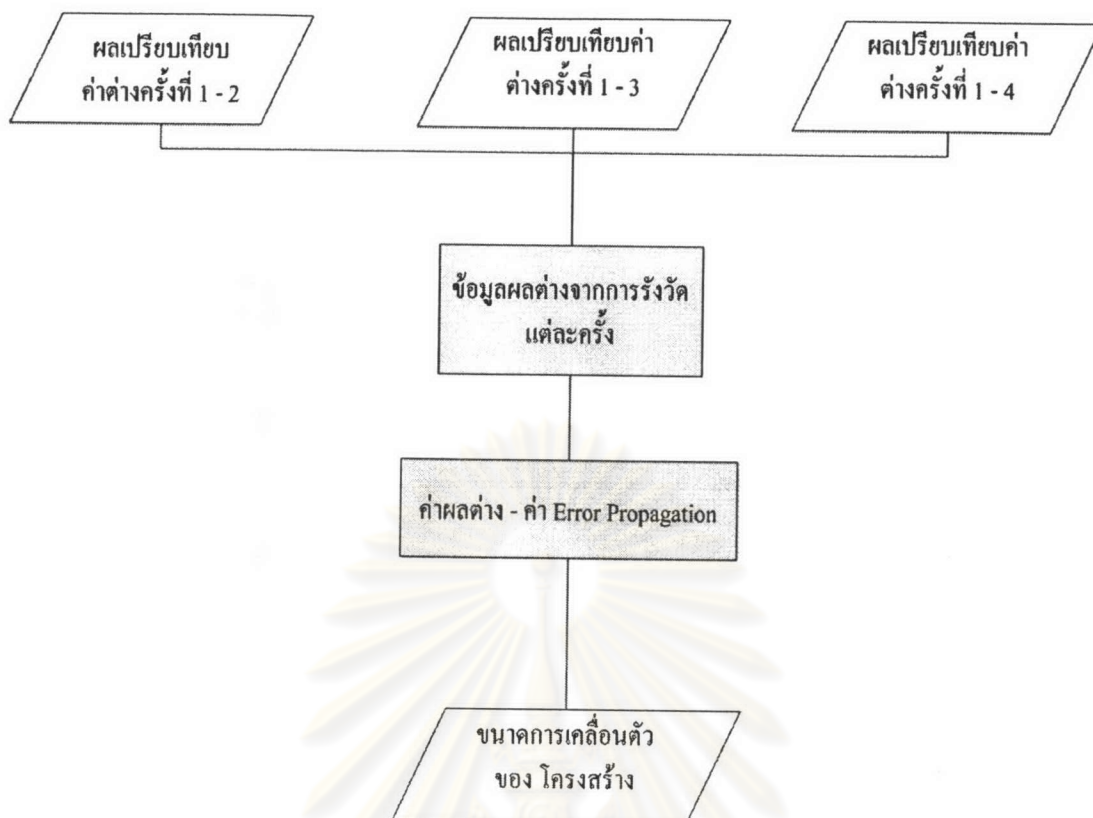 ผลเปรียบเทียบ
ค่าต่างครั้งที่ 1 - 2
ผลเปรียบเทียบค่า
ต่างครั้งที่ 1 - 3
ผลเปรียบเทียบค่า
ต่างครั้งที่ 1 - 4
ข้อมูลผลต่างจากการรังวัด
แต่ละครั้ง
ค่าผลต่าง - ค่า Error Propagation
ขนาดการเคลื่อนตัว
ของ โครงสร้าง